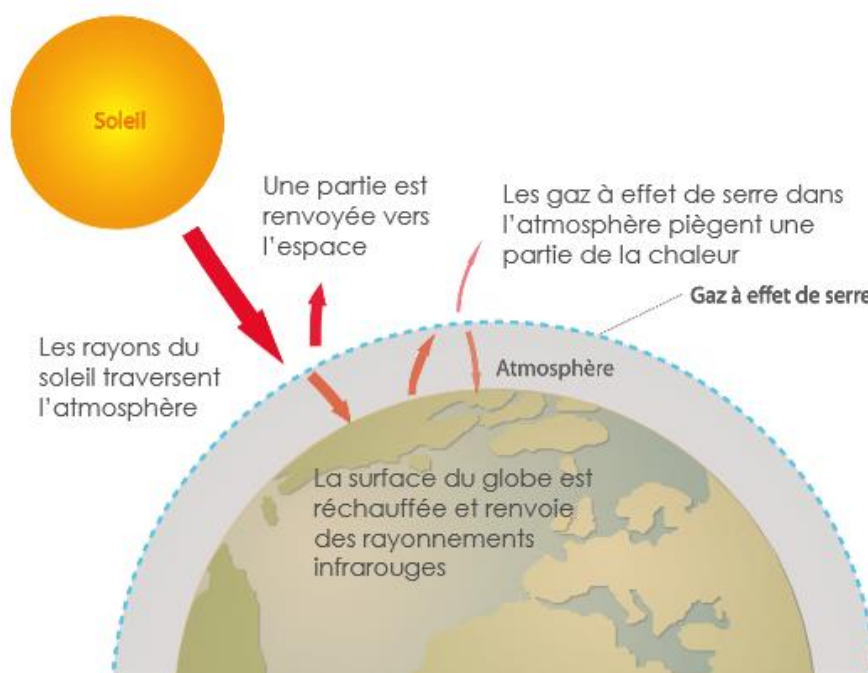 Soleil
Une partie est
renvoyée vers
l'espace
Les gaz à effet de serre dans
l'atmosphère piègent une
partie de la chaleur
Gaz à effet de serre
Les rayons du
soleil traversent
l'atmosphère
Atmosphère
La surface du globe est
réchauffée et renvoie
des rayonnements
infrarouges